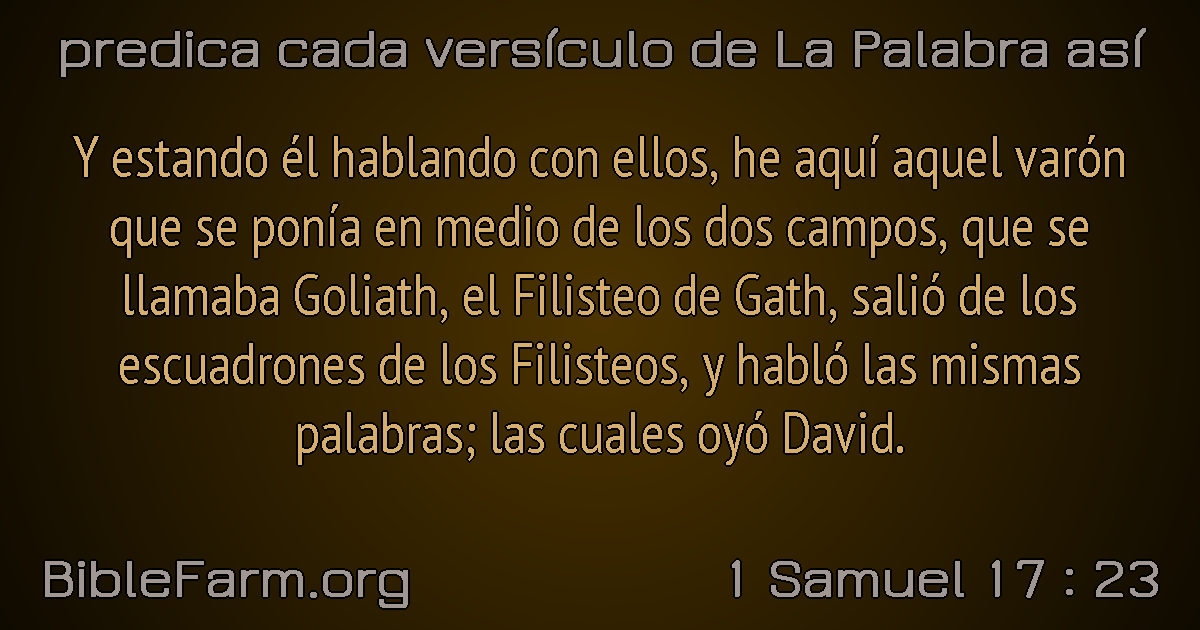 predica cada versículo de La Palabra así
Y estando él hablando con ellos, he aquí aquel varón
que se ponía en medio de los dos campos, que se
llamaba Goliath, el Filisteo de Gath, salió de los
escuadrones de los Filisteos, y habló las mismas
palabras; las cuales oyó David.
BibleFarm.org
1 Samuel 17 : 23